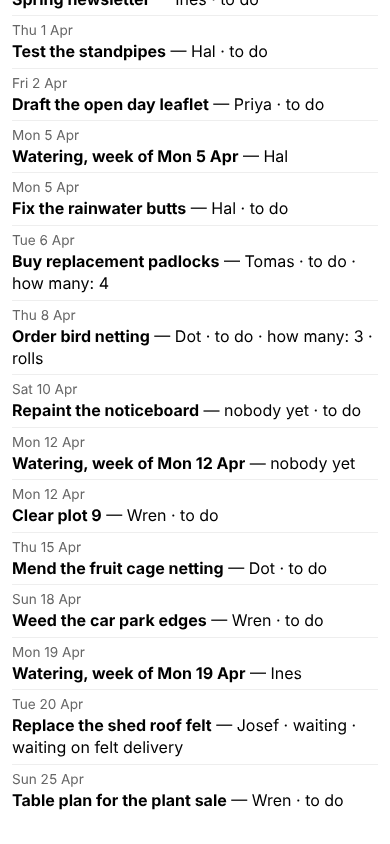 Spring newsletter — Ines · to do
Thu 1 Apr
Test the standpipes — Hal · to do
Fri 2 Apr
Draft the open day leaflet — Priya · to do
Mon 5 Apr
Watering, week of Mon 5 Apr — Hal
Mon 5 Apr
Fix the rainwater butts — Hal · to do
Tue 6 Apr
Buy replacement padlocks — Tomas · to do ·
how many: 4
Thu 8 Apr
Order bird netting — Dot · to do · how many: 3 ·
rolls
Sat 10 Apr
Repaint the noticeboard — nobody yet · to do
Mon 12 Apr
Watering, week of Mon 12 Apr — nobody yet
Mon 12 Apr
Clear plot 9 — Wren · to do
Thu 15 Apr
Mend the fruit cage netting — Dot · to do
Sun 18 Apr
Weed the car park edges — Wren · to do
Mon 19 Apr
Watering, week of Mon 19 Apr — Ines
Tue 20 Apr
Replace the shed roof felt — Josef · waiting ·
waiting on felt delivery
Sun 25 Apr
Table plan for the plant sale — Wren · to do